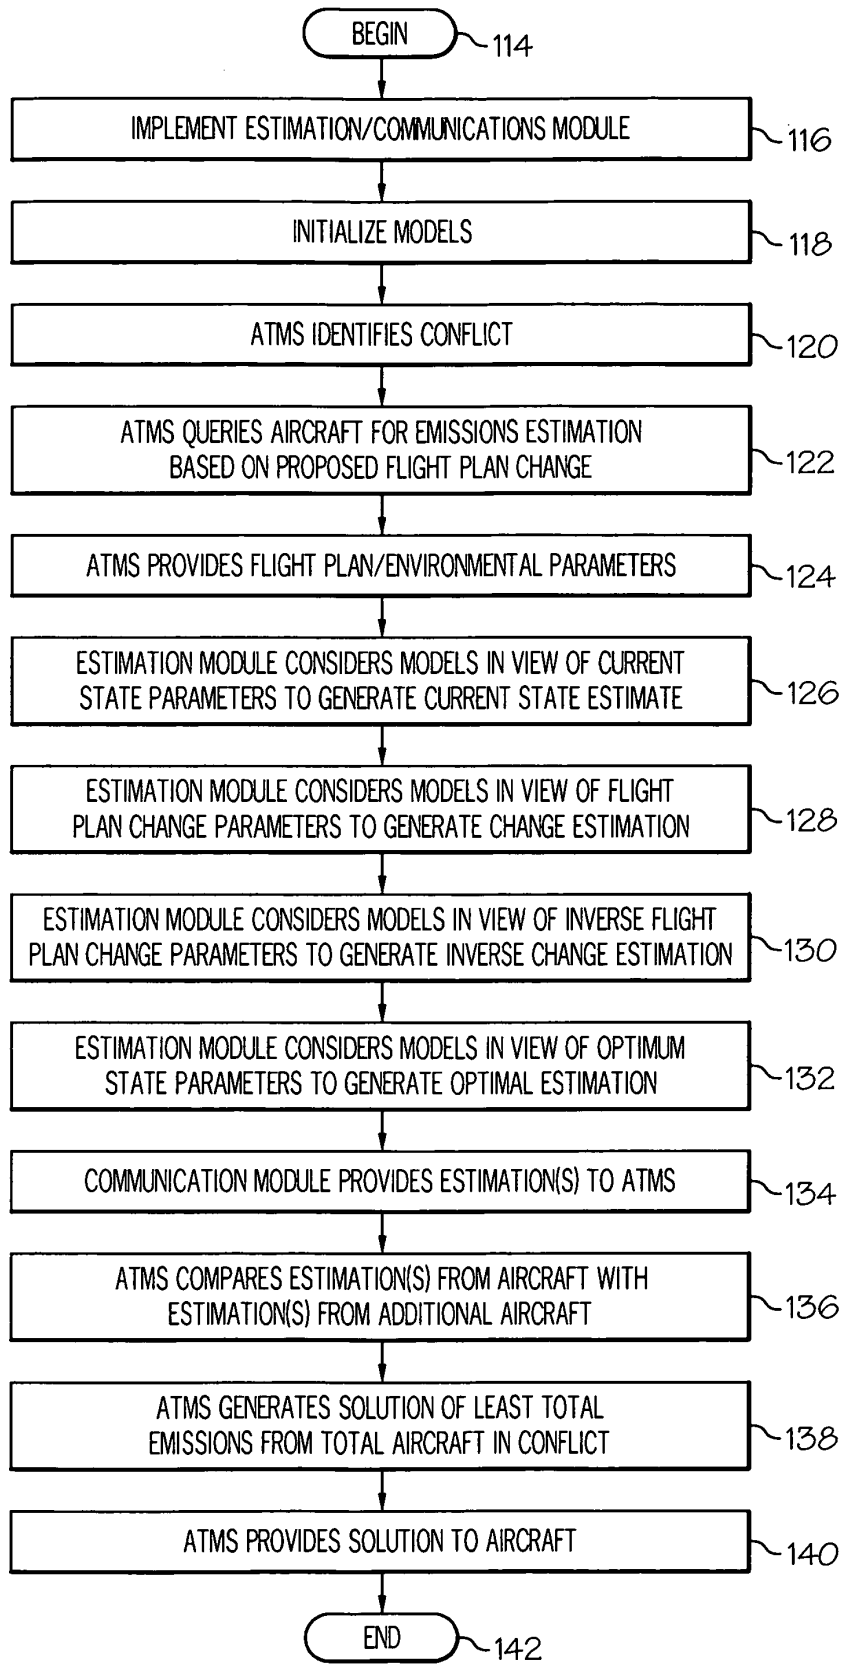 BEGIN
114
IMPLEMENT ESTIMATION/COMMUNICATIONS MODULE
116
INITIALIZE MODELS
118
ATMS IDENTIFIES CONFLICT
120
ATMS QUERIES AIRCRAFT FOR EMISSIONS ESTIMATION
BASED ON PROPOSED FLIGHT PLAN CHANGE
122
ATMS PROVIDES FLIGHT PLAN/ENVIRONMENTAL PARAMETERS
124
ESTIMATION MODULE CONSIDERS MODELS IN VIEW OF CURRENT
STATE PARAMETERS TO GENERATE CURRENT STATE ESTIMATE
126
ESTIMATION MODULE CONSIDERS MODELS IN VIEW OF FLIGHT
PLAN CHANGE PARAMETERS TO GENERATE CHANGE ESTIMATION
128
ESTIMATION MODULE CONSIDERS MODELS IN VIEW OF INVERSE FLIGHT
PLAN CHANGE PARAMETERS TO GENERATE INVERSE CHANGE ESTIMATION
130
ESTIMATION MODULE CONSIDERS MODELS IN VIEW OF OPTIMUM
STATE PARAMETERS TO GENERATE OPTIMAL ESTIMATION
132
COMMUNICATION MODULE PROVIDES ESTIMATION(S) TO ATMS
134
ATMS COMPARES ESTIMATION(S) FROM AIRCRAFT WITH
ESTIMATION(S) FROM ADDITIONAL AIRCRAFT
136
ATMS GENERATES SOLUTION OF LEAST TOTAL
EMISSIONS FROM TOTAL AIRCRAFT IN CONFLICT
138
ATMS PROVIDES SOLUTION TO AIRCRAFT
140
END
142